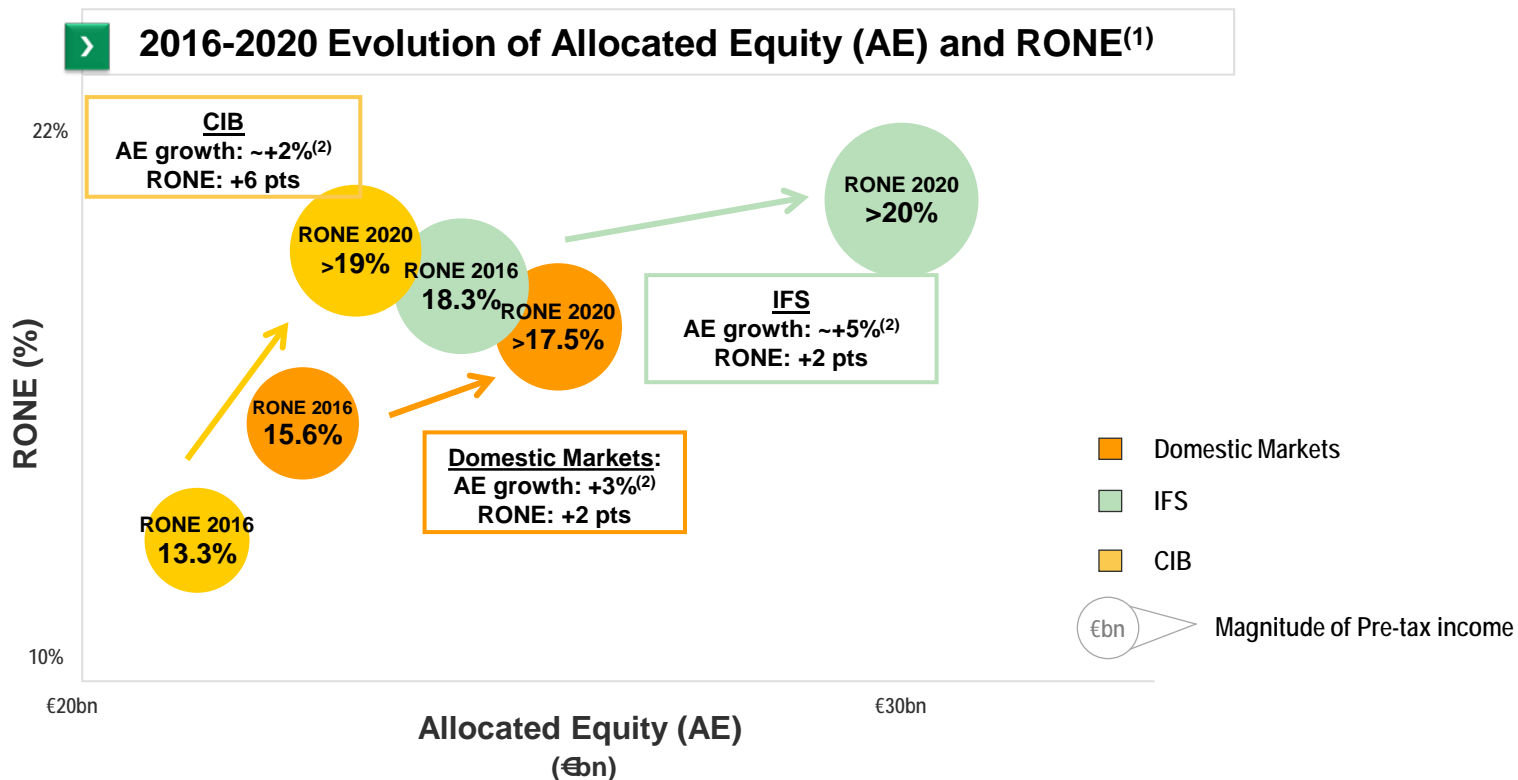 2016-2020 Evolution of Allocated Equity (AE) and RONE(1)
22%
CIB
AE growth: ~+2%(2)
RONE: +6 pts
RONE 2020
>20%
RONE 2020
>19%
RONE 2016
18.3%
RONE 2020
>17.5%
IFS
AE growth: ~+5%(2)
RONE: +2 pts
RONE (%)
RONE 2016
15.6%
Domestic Markets:
AE growth: +3%(2)
RONE: +2 pts
RONE 2016
13.3%
Domestic Markets
IFS
CIB
€bn
Magnitude of Pre-tax income
10%
€20bn
€30bn
Allocated Equity (AE)
(€bn)